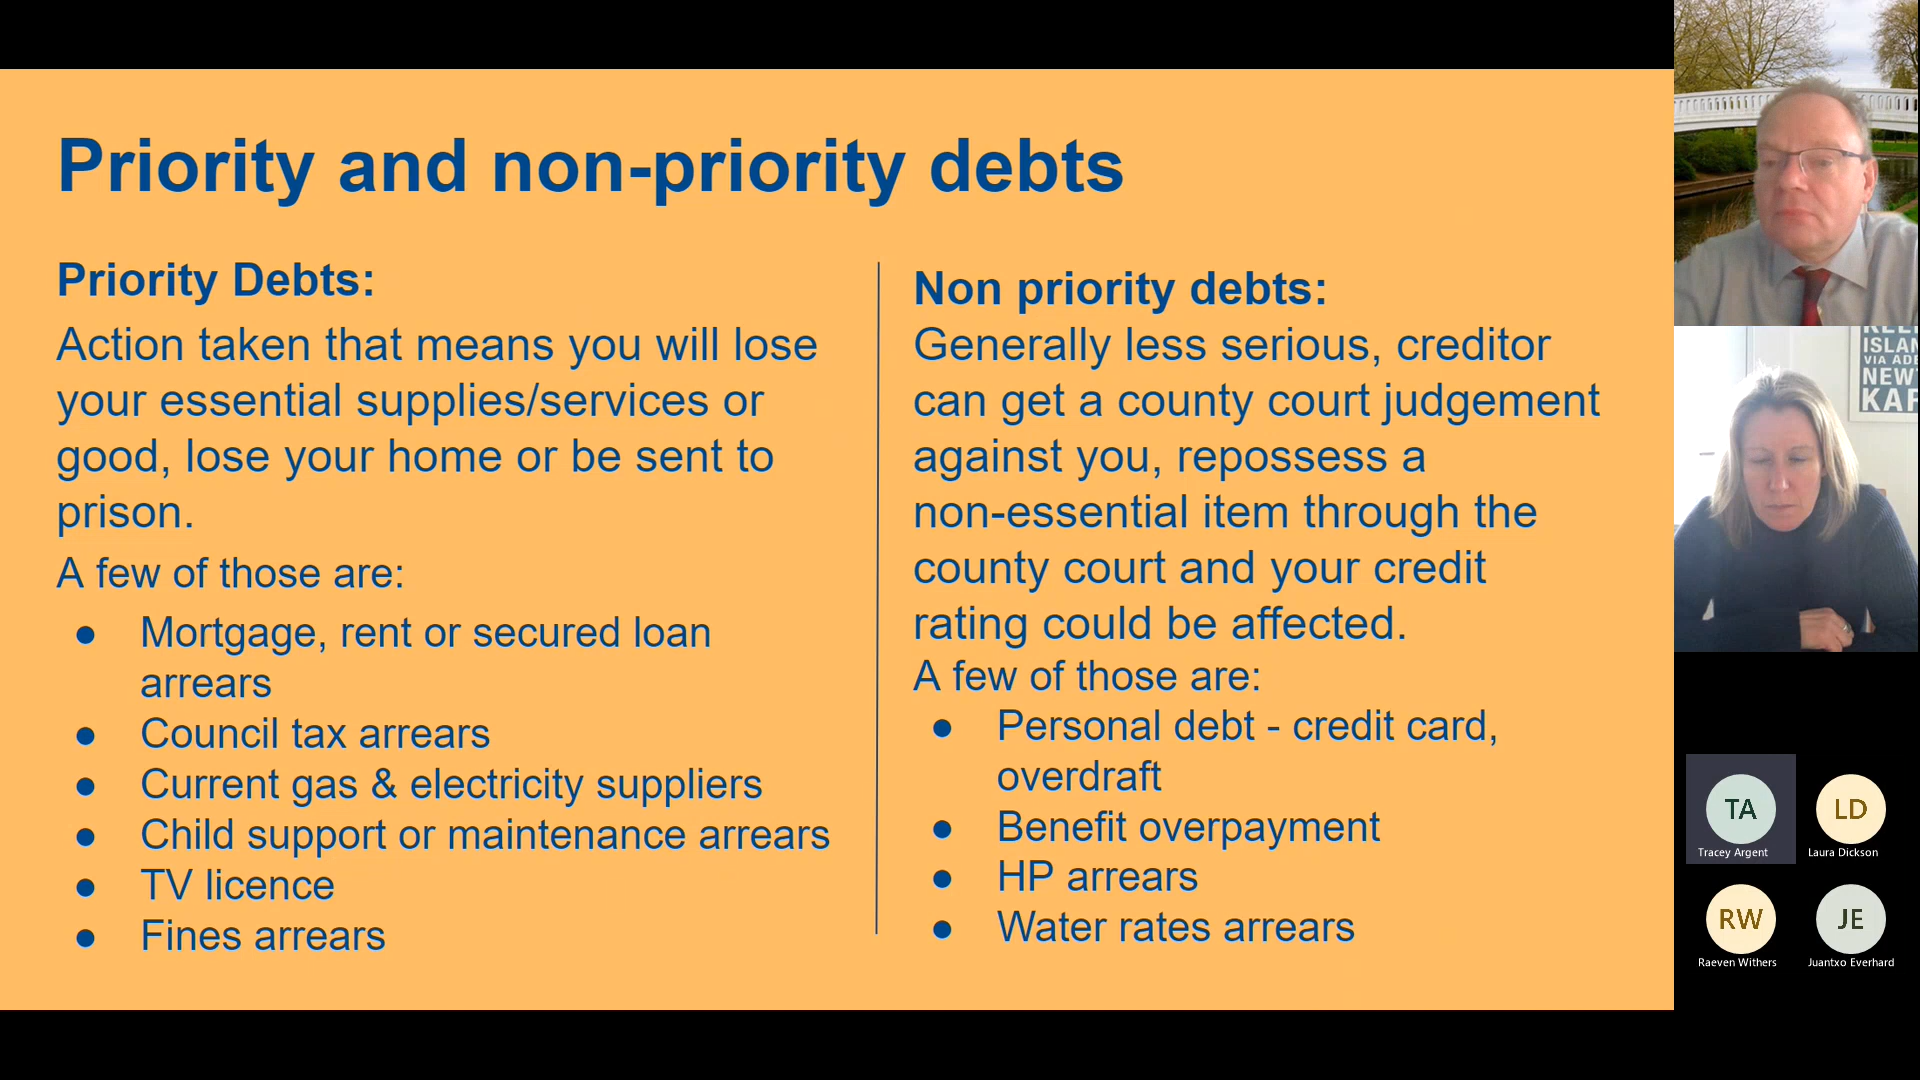 Priority and non-priority debts
Priority Debts:
Action taken that means you will lose
your essential supplies/services or
good, lose your home or be sent to
prison.
A few of those are:
● Mortgage, rent or secured loan
arrears
● Council tax arrears
● Current gas & electricity suppliers
● Child support or maintenance arrears
● TV licence
● Fines arrears
Non priority debts:
Generally less serious, creditor
can get a county court judgement
against you, repossess a
non-essential item through the
county court and your credit
rating could be affected.
A few of those are:
● Personal debt - credit card,
overdraft
● Benefit overpayment
● HP arrears
● Water rates arrears
ISLAN
VIA ADE
NEWT
KAR
TA
Tracey Argent
LD
Laura Dickson
RW
Raeven Withers
JE
Juantxo Everhard